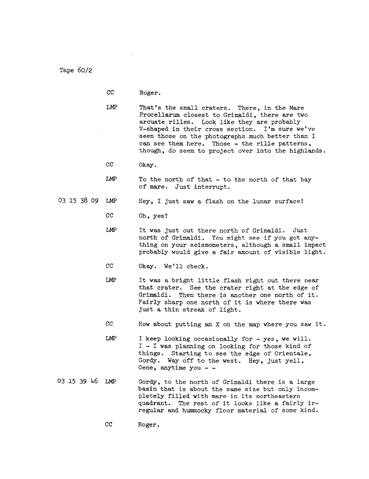 Tape 60/2
CC Roger.
LMP That's the small craters. There, in the Mare
Procellarum closest to Grimaldi, there are two
arcuate rilles. Look like they are probably
V-shaped in their cross section. I'm sure we've
seen those on the photographs much better than I
can see them here. Those - the rille patterns,
though, do seem to project over into the highlands.
CC Okay.
LMP To the north of that - to the north of that bay
of mare. Just interrupt.
03 15 38 09 LMP Hey, I just saw a flash on the lunar surface!
CC Oh, yes?
LMP It was just out there north of Grimaldi. Just
north of Grimaldi. You might see if you got any-
thing on your seismometers, although a small impact
probably would give a fair amount of visible light.
CC Okay. We'll check.
LMP It was a bright little flash right out there near
that crater. See the crater right at the edge of
Grimaldi. Then there is another one north of it.
Fairly sharp one north of it is where there was
just a thin streak of light.
CC How about putting an X on the map where you saw it.
LMP I keep looking occasionally for - yes, we will.
I - I was planning on looking for those kind of
things. Starting to see the edge of Orientale,
Gordy. Way off to the west. Hey, just yell,
Gene, anytime you - -
03 15 39 46 LMP Gordy, to the north of Grimaldi there is a large
basin that is about the same size but only incom-
pletely filled with mare in its northeastern
quadrant. The rest of it looks like a fairly ir-
regular and hummocky floor material of some kind.
CC Roger.